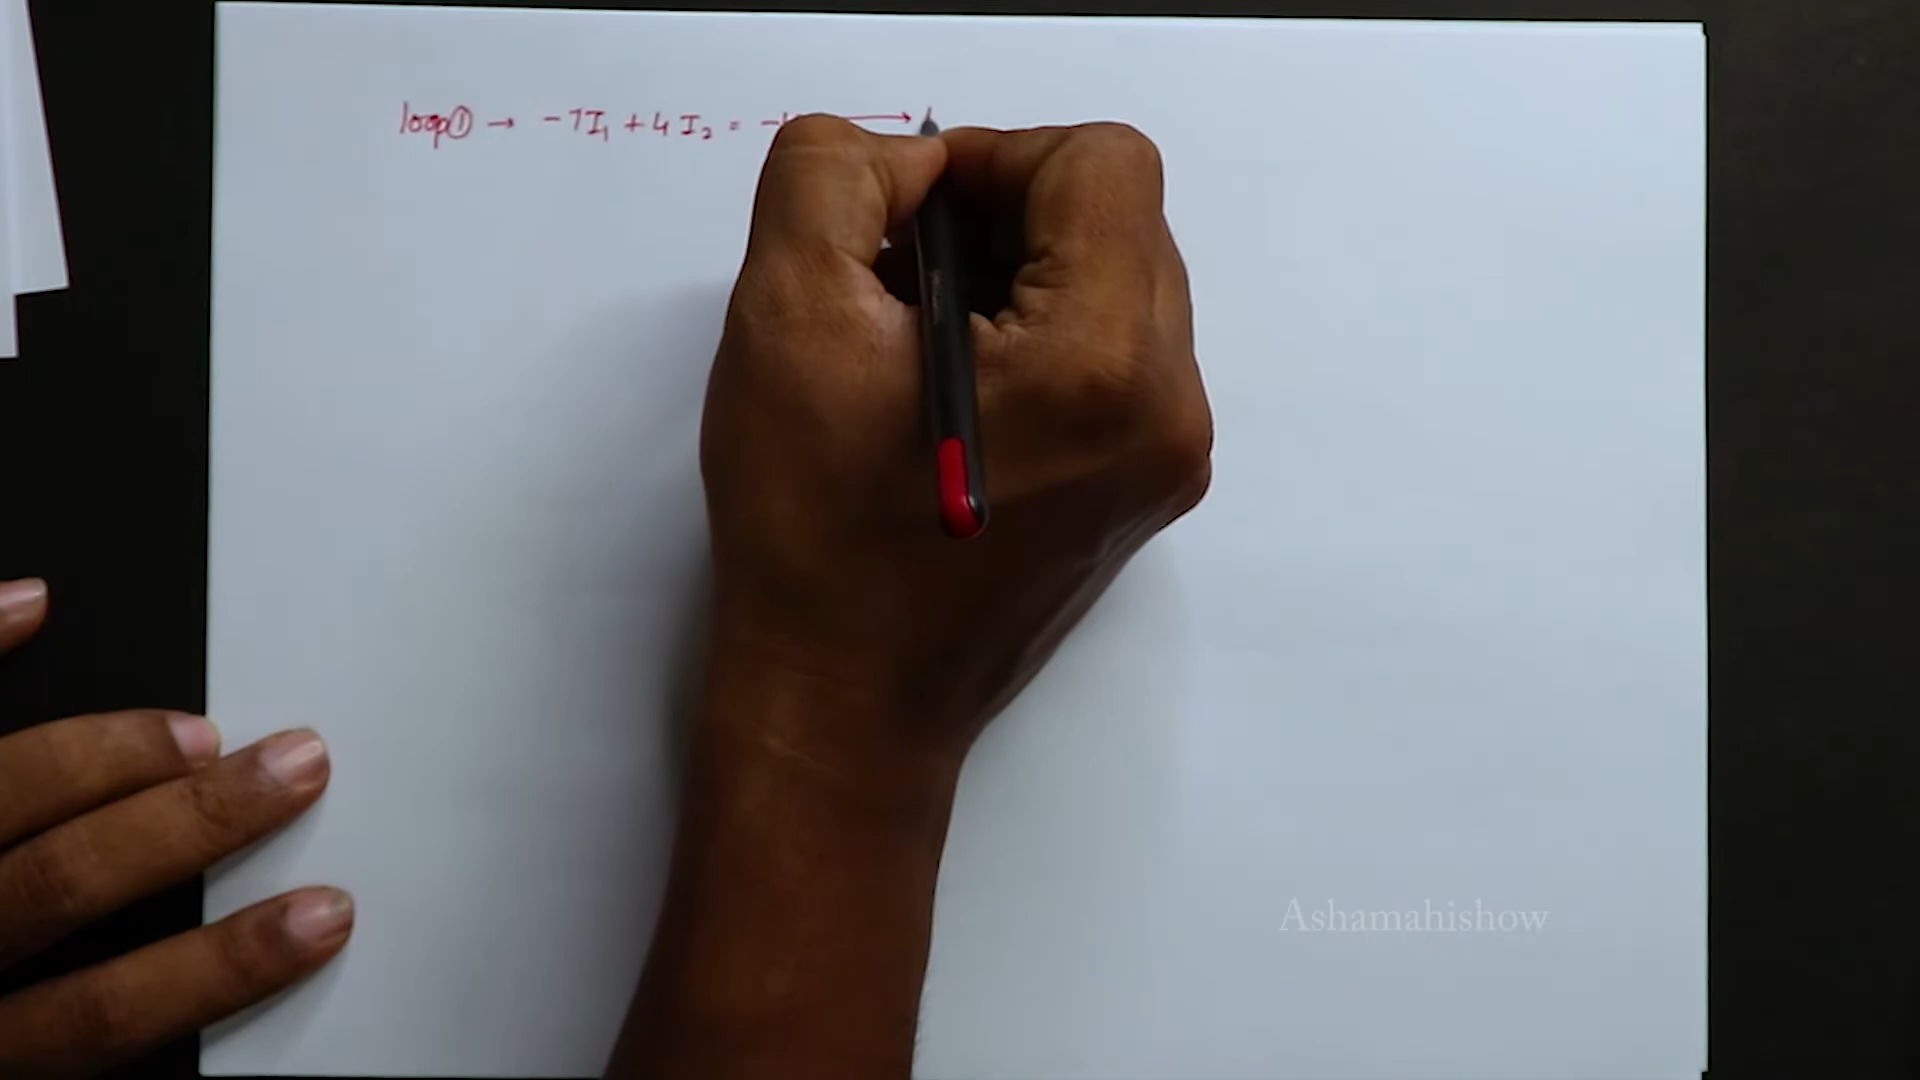 loop① → -7I₁ + 4I₂ = →
Ashamahishow